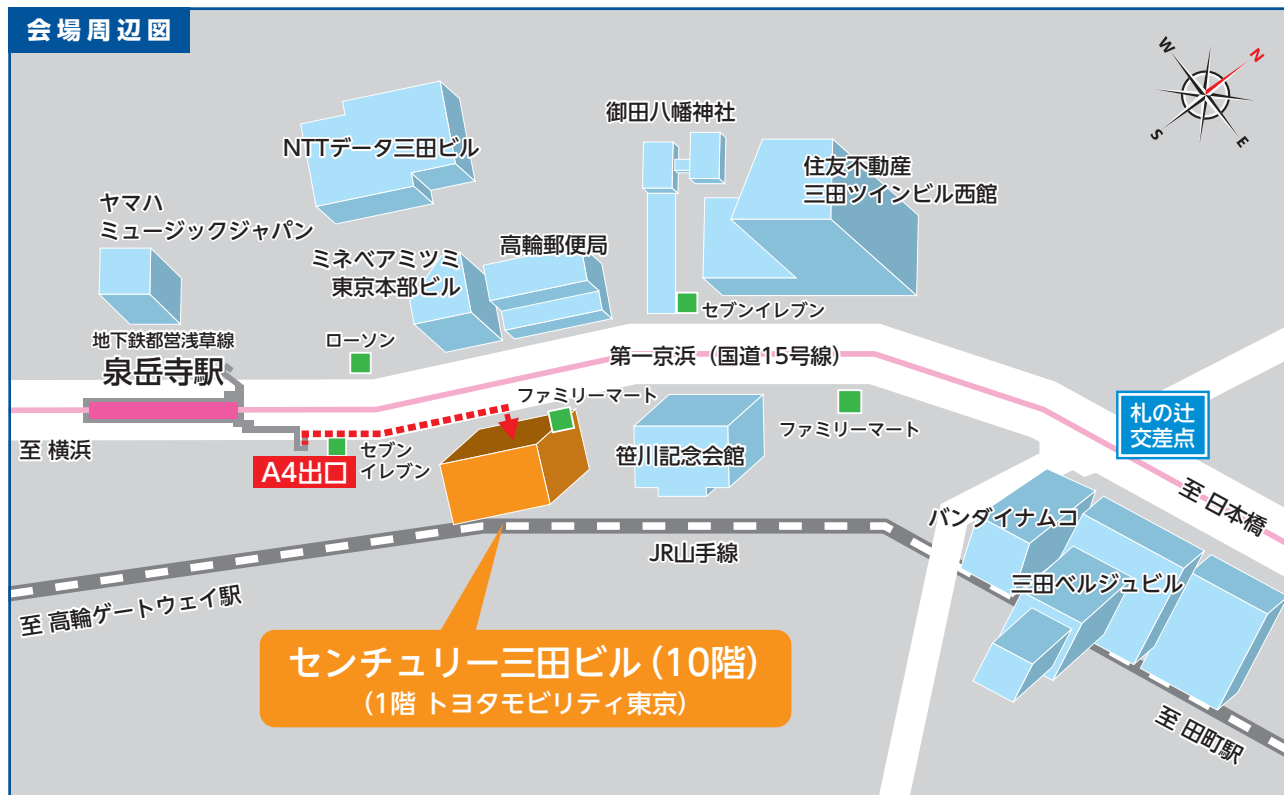 会場周辺図
W
N
S
E
御田八幡神社
NTTデータ三田ビル
住友不動産
三田ツインビル西館
ヤマハ
ミュージックジャパン
高輪郵便局
ミネベアミツミ
東京本部ビル
セブンイレブン
地下鉄都営浅草線
泉岳寺駅
ローソン
第一京浜（国道15号線）
ファミリーマート
ファミリーマート
札の辻
交差点
至 横浜
セブン
イレブン
A4出口
笹川記念会館
至 日本橋
バンダイナムコ
JR山手線
三田ベルジュビル
至 高輪ゲートウェイ駅
センチュリー三田ビル (10階)
(1階 トヨタモビリティ東京)
至 田町駅